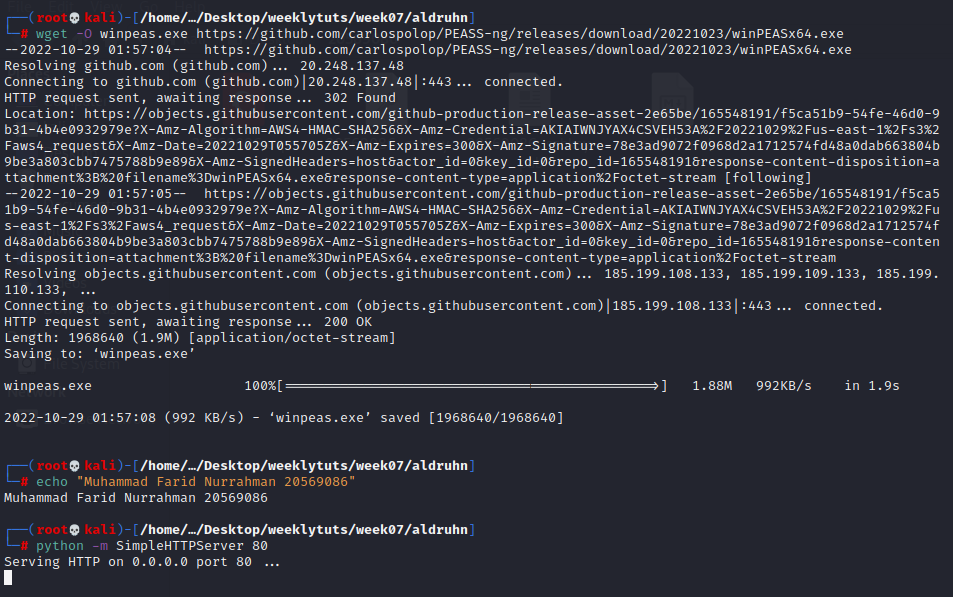 ┌──(root💀kali)-[/home/…/Desktop/weeklytuts/week07/aldruhn]
└─# wget -O winpeas.exe https://github.com/carlospolop/PEASS-ng/releases/download/20221023/winPEASx64.exe
--2022-10-29 01:57:04--  https://github.com/carlospolop/PEASS-ng/releases/download/20221023/winPEASx64.exe
Resolving github.com (github.com)... 20.248.137.48
Connecting to github.com (github.com)|20.248.137.48|:443... connected.
HTTP request sent, awaiting response... 302 Found
Location: https://objects.githubusercontent.com/github-production-release-asset-2e65be/165548191/f5ca51b9-54fe-46d0-9
b31-4b4e0932979e?X-Amz-Algorithm=AWS4-HMAC-SHA256&X-Amz-Credential=AKIAIWNJYAX4CSVEH53A%2F20221029%2Fus-east-1%2Fs3%2
Faws4_request&X-Amz-Date=20221029T055705Z&X-Amz-Expires=300&X-Amz-Signature=78e3ad9072f0968d2a1712574fd48a0dab663804b
9be3a803cbb7475788b9e89&X-Amz-SignedHeaders=host&actor_id=0&key_id=0&repo_id=165548191&response-content-disposition=a
ttachment%3B%20filename%3DwinPEASx64.exe&response-content-type=application%2Foctet-stream [following]
--2022-10-29 01:57:05--  https://objects.githubusercontent.com/github-production-release-asset-2e65be/165548191/f5ca5
1b9-54fe-46d0-9b31-4b4e0932979e?X-Amz-Algorithm=AWS4-HMAC-SHA256&X-Amz-Credential=AKIAIWNJYAX4CSVEH53A%2F20221029%2Fu
s-east-1%2Fs3%2Faws4_request&X-Amz-Date=20221029T055705Z&X-Amz-Expires=300&X-Amz-Signature=78e3ad9072f0968d2a1712574f
d48a0dab663804b9be3a803cbb7475788b9e89&X-Amz-SignedHeaders=host&actor_id=0&key_id=0&repo_id=165548191&response-conten
t-disposition=attachment%3B%20filename%3DwinPEASx64.exe&response-content-type=application%2Foctet-stream
Resolving objects.githubusercontent.com (objects.githubusercontent.com)... 185.199.108.133, 185.199.109.133, 185.199.
110.133, ...
Connecting to objects.githubusercontent.com (objects.githubusercontent.com)|185.199.108.133|:443... connected.
HTTP request sent, awaiting response... 200 OK
Length: 1968640 (1.9M) [application/octet-stream]
Saving to: ‘winpeas.exe’
winpeas.exe 100%[===============================================>] 1.88M 992KB/s in 1.9s
2022-10-29 01:57:08 (992 KB/s) - ‘winpeas.exe’ saved [1968640/1968640]
┌──(root💀kali)-[/home/…/Desktop/weeklytuts/week07/aldruhn]
└─# echo "Muhammad Farid Nurrahman 20569086"
Muhammad Farid Nurrahman 20569086
┌──(root💀kali)-[/home/…/Desktop/weeklytuts/week07/aldruhn]
└─# python -m SimpleHTTPServer 80
Serving HTTP on 0.0.0.0 port 80 ...